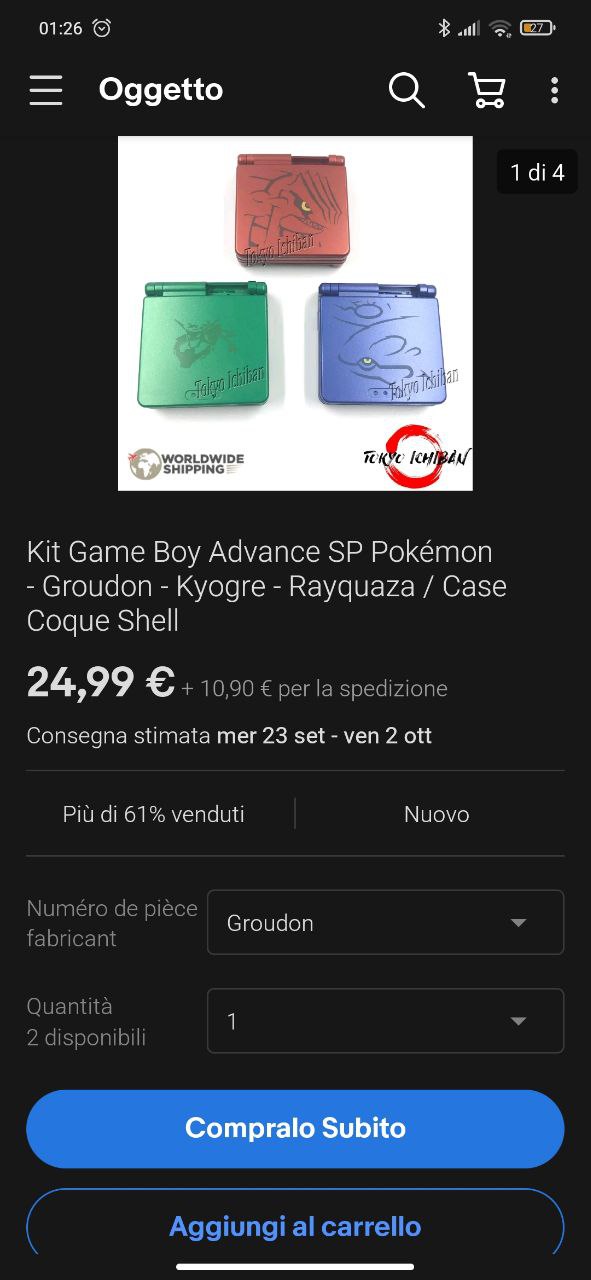 01:26
27
Oggetto
1 di 4
Tokyo Ichiban
Tokyo Ichiban
Tokyo Ichiban
WORLDWIDE
SHIPPING
TOKYO ICHIBAN
Kit Game Boy Advance SP Pokémon
- Groudon - Kyogre - Rayquaza / Case
Coque Shell
24,99 € + 10,90 € per la spedizione
Consegna stimata mer 23 set - ven 2 ott
Più di 61% venduti
Nuovo
Numéro de pièce
fabricant
Groudon
Quantità
2 disponibili
1
Compralo Subito
Aggiungi al carrello